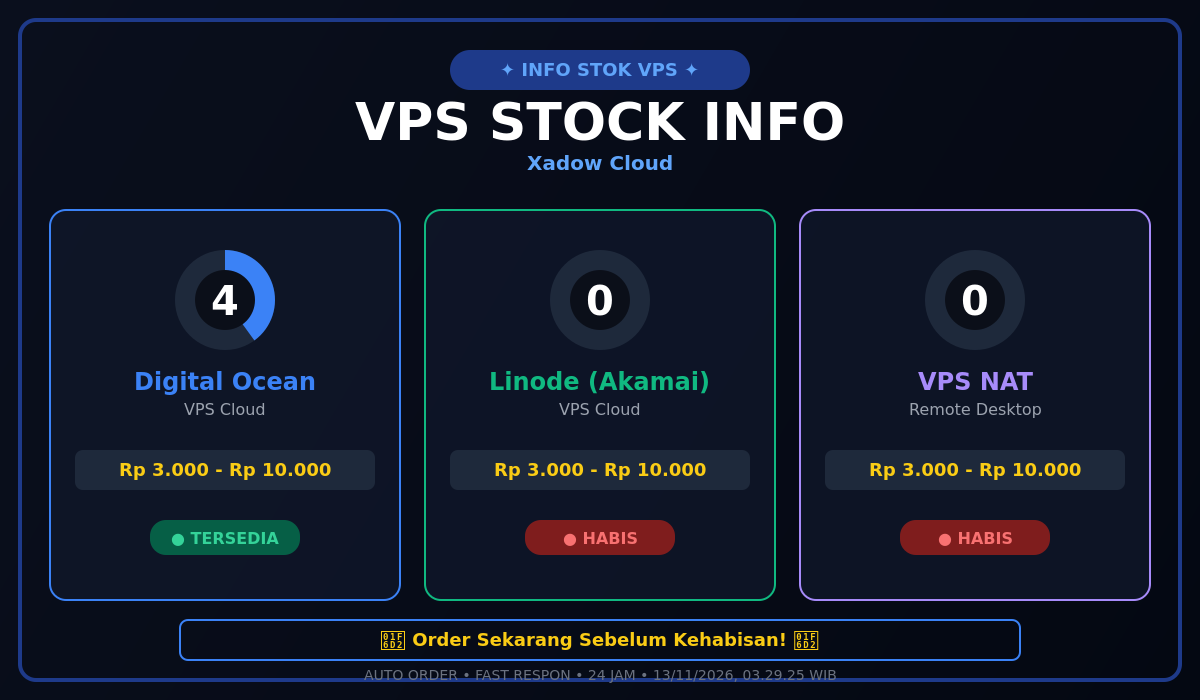 ✦ INFO STOK VPS ✦
VPS STOCK INFO
Xadow Cloud
4
Digital Ocean
VPS Cloud
Rp 3.000 - Rp 10.000
● TERSEDIA
0
Linode (Akamai)
VPS Cloud
Rp 3.000 - Rp 10.000
● HABIS
0
VPS NAT
Remote Desktop
Rp 3.000 - Rp 10.000
● HABIS
🛒 Order Sekarang Sebelum Kehabisan! 🛒
AUTO ORDER • FAST RESPON • 24 JAM • 13/11/2026, 03.29.25 WIB